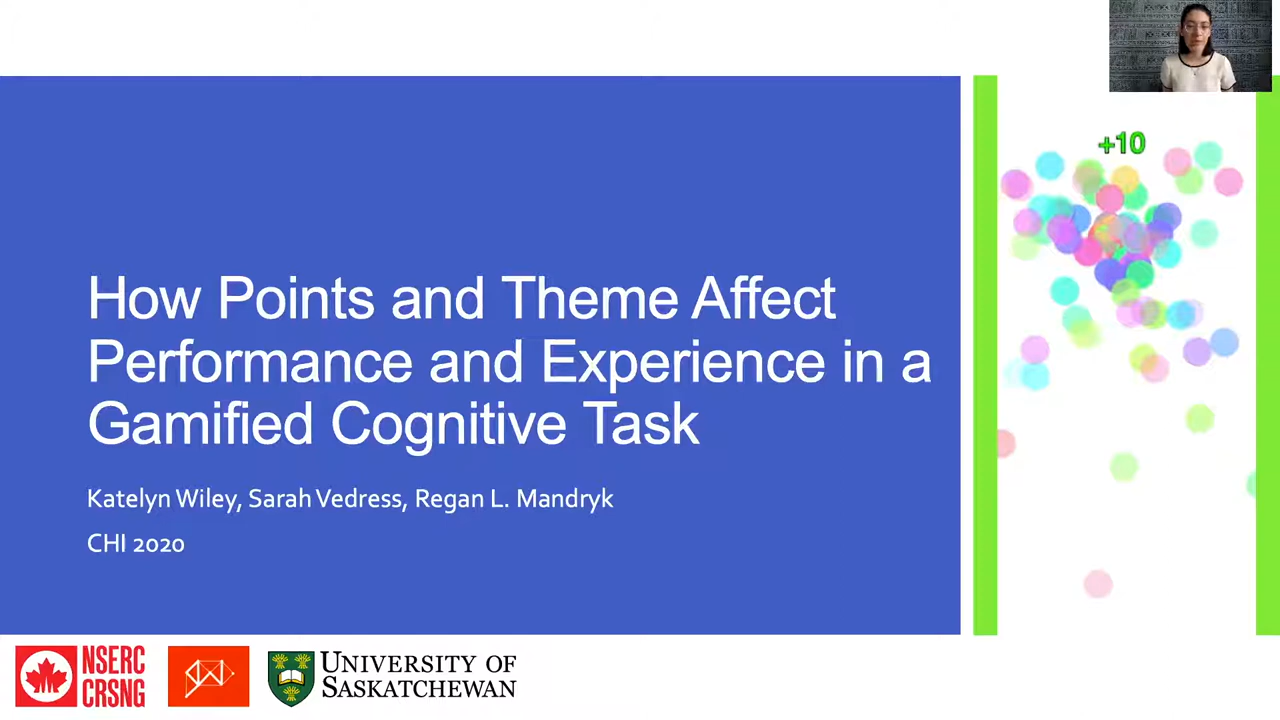 +10
How Points and Theme Affect
Performance and Experience in a
Gamified Cognitive Task
Katelyn Wiley, Sarah Vedress, Regan L. Mandryk
CHI 2020
NSERC
CRSNG
UNIVERSITY OF
SASKATCHEWAN